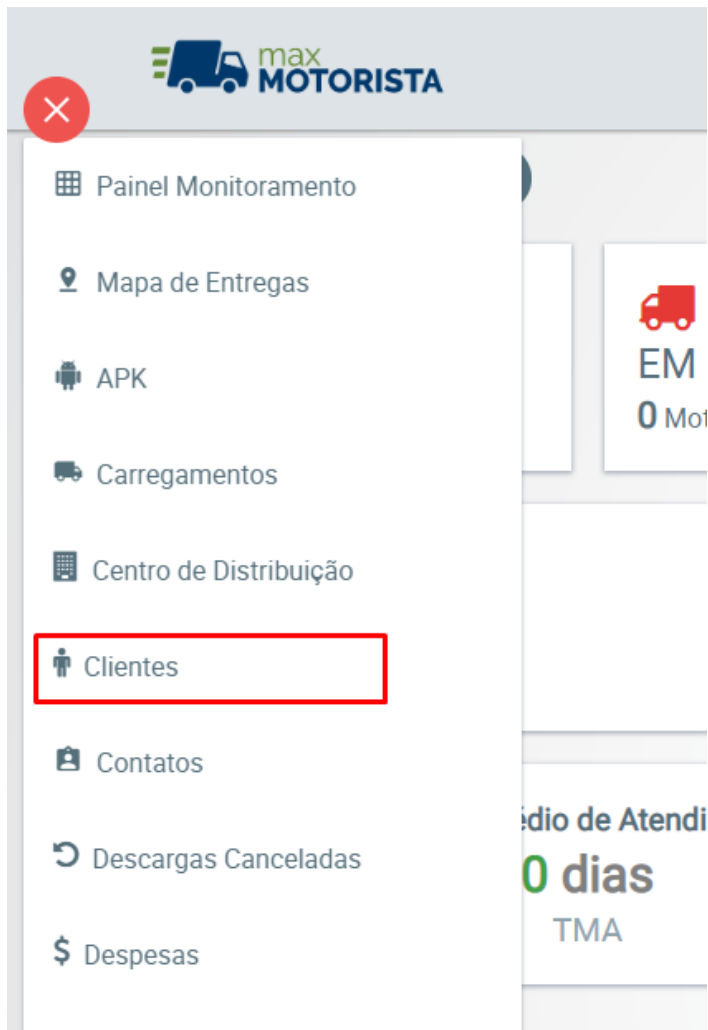 max
MOTORISTA
Painel Monitoramento
Mapa de Entregas
APK
Carregamentos
Centro de Distribuição
Clientes
Contatos
Descargas Canceladas
$ Despesas
EM
0 Mot
édio de Atendi
0 dias
TMA